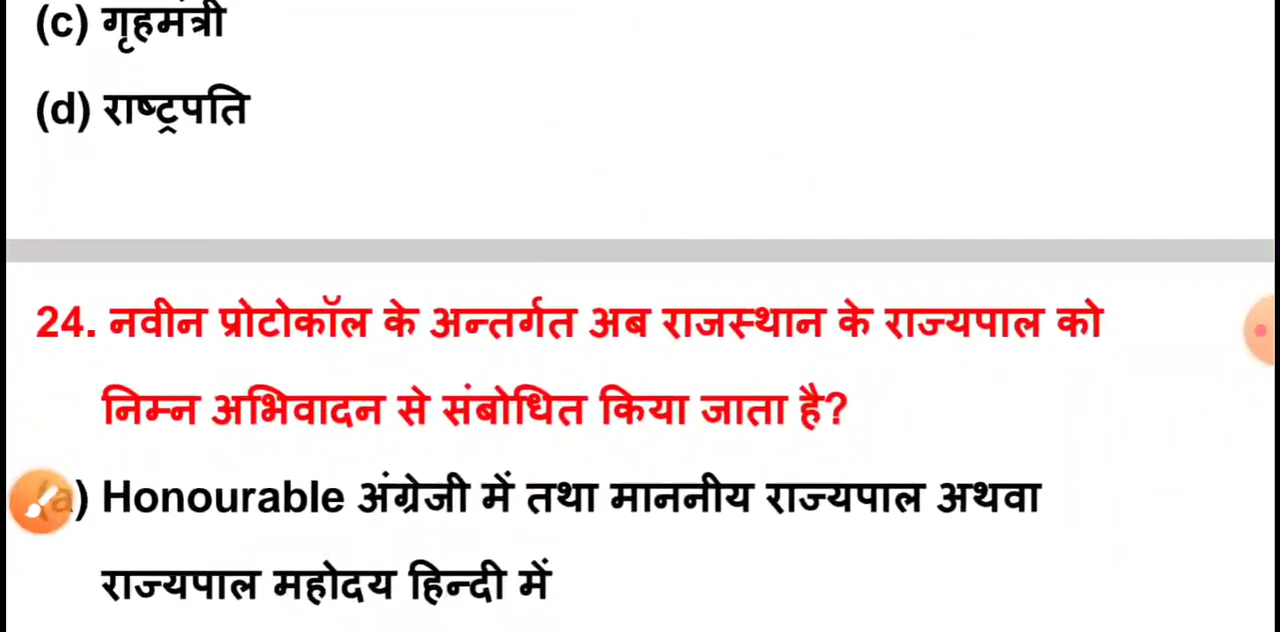 (c) गृहमंत्री
(d) राष्ट्रपति
24. नवीन प्रोटोकॉल के अन्तर्गत अब राजस्थान के राज्यपाल को
निम्न अभिवादन से संबोधित किया जाता है?
(a) Honourable अंग्रेजी में तथा माननीय राज्यपाल अथवा
राज्यपाल महोदय हिन्दी में